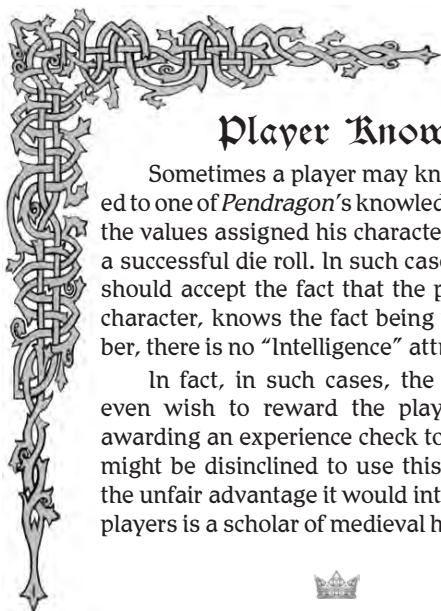 Player Know
Sometimes a player may kn
ed to one of Pendragon's knowled
the values assigned his characte
a successful die roll. In such cas
should accept the fact that the p
character, knows the fact being
ber, there is no “Intelligence” att
In fact, in such cases, the
even wish to reward the play
awarding an experience check to
might be disinclined to use this
the unfair advantage it would int
players is a scholar of medieval h